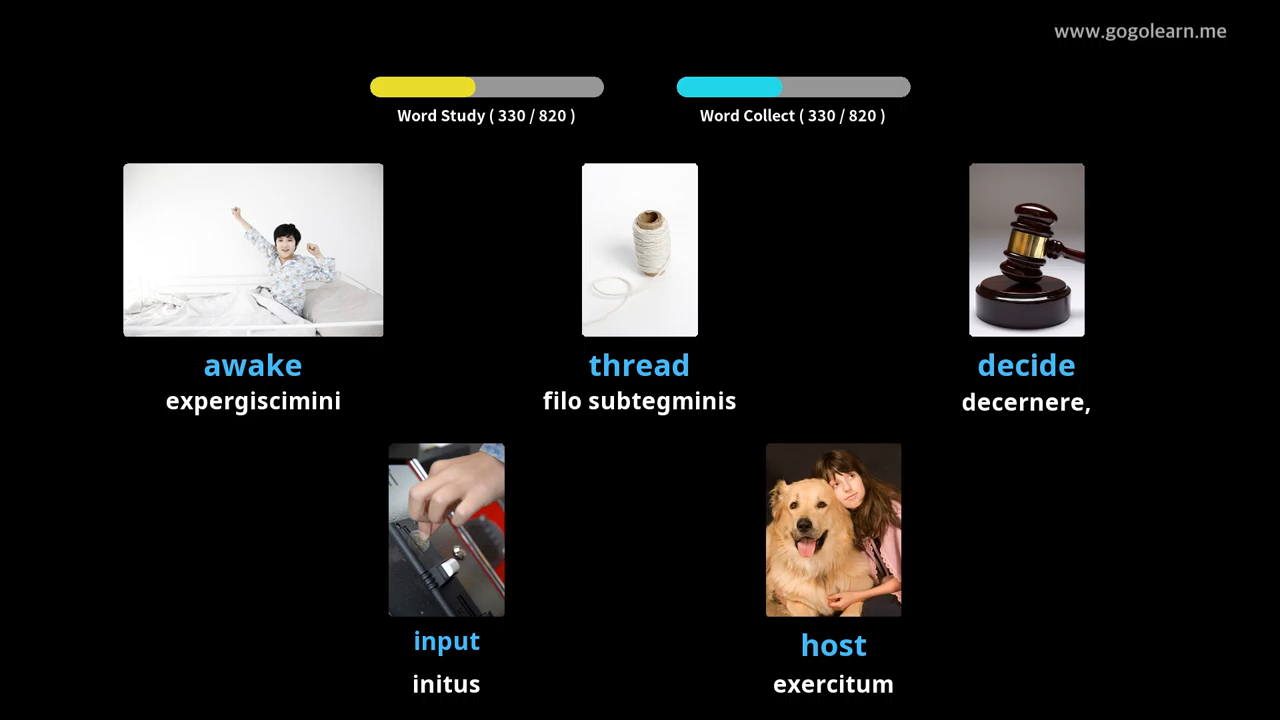 www.gogolearn.me
Word Study ( 330 / 820 )
Word Collect ( 330 / 820 )
awake
expergiscimini
thread
filo subtegminis
decide
decernere,
input
initus
host
exercitum